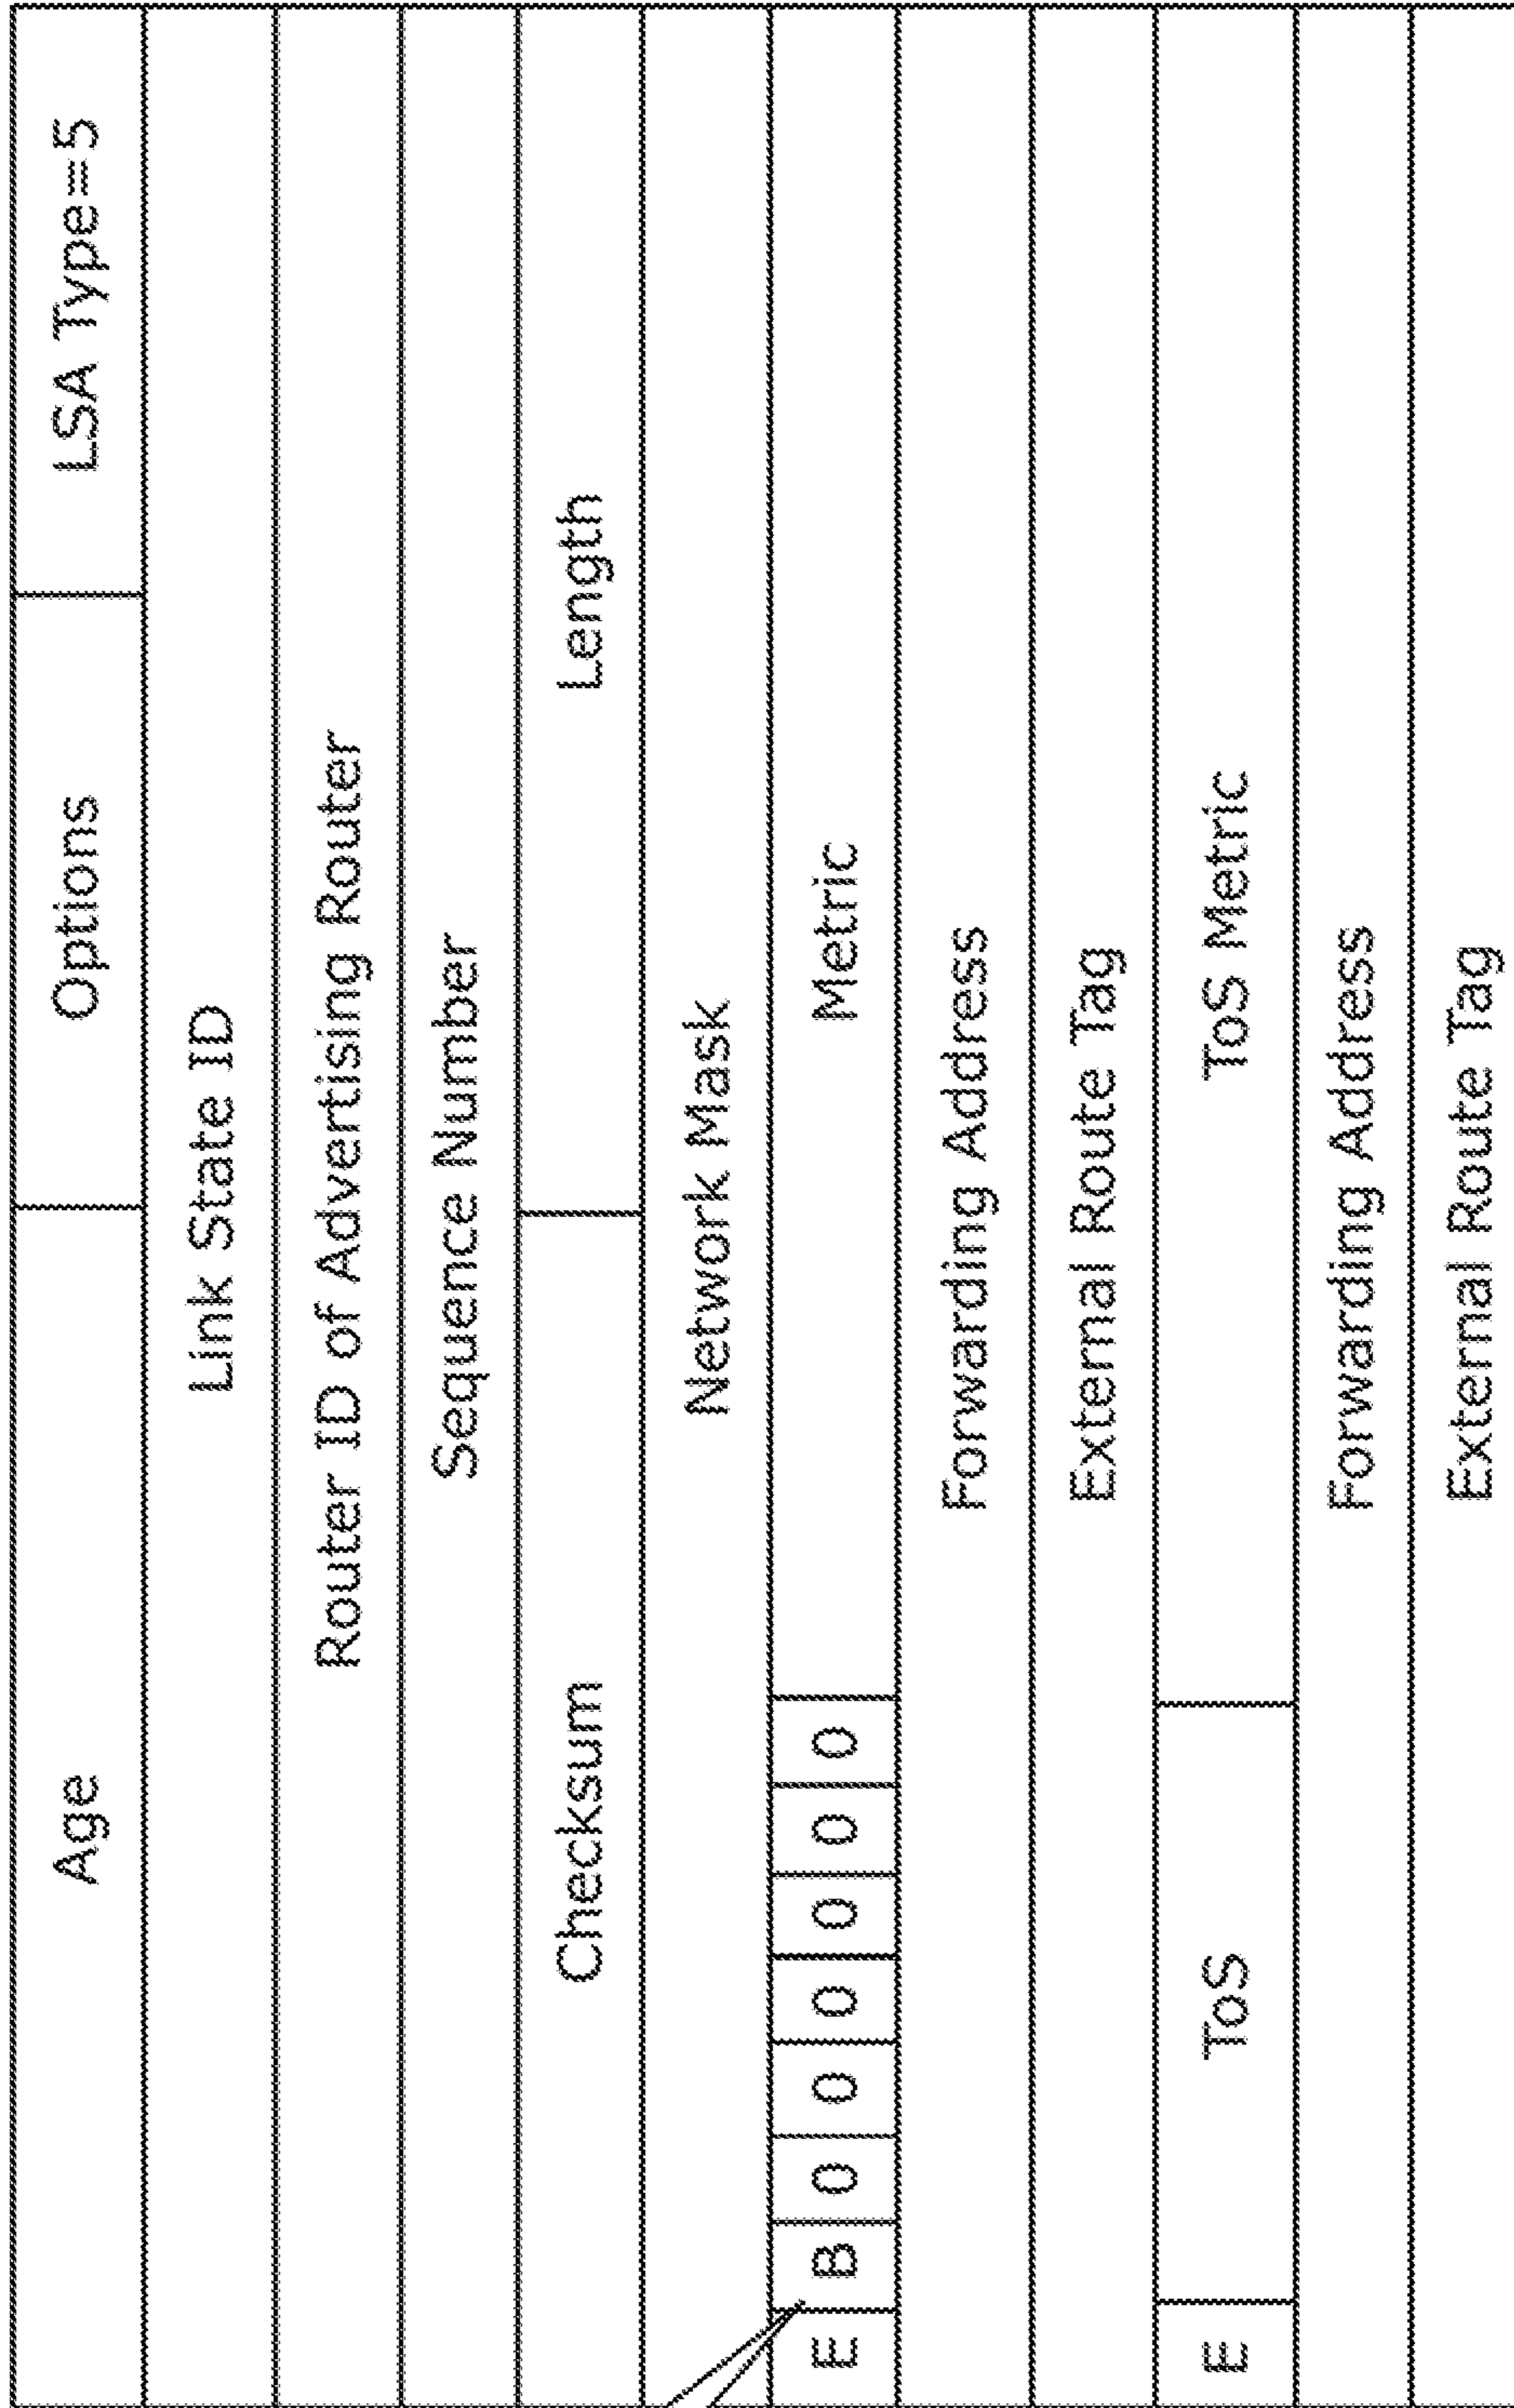 Age Options LSA Type=5
Link State ID
Router ID of Advertising Router
Sequence Number
Checksum Length
Network Mask
E B 0 0 0 0 0 0 Metric
Forwarding Address
External Route Tag
E ToS ToS Metric
Forwarding Address
External Route Tag